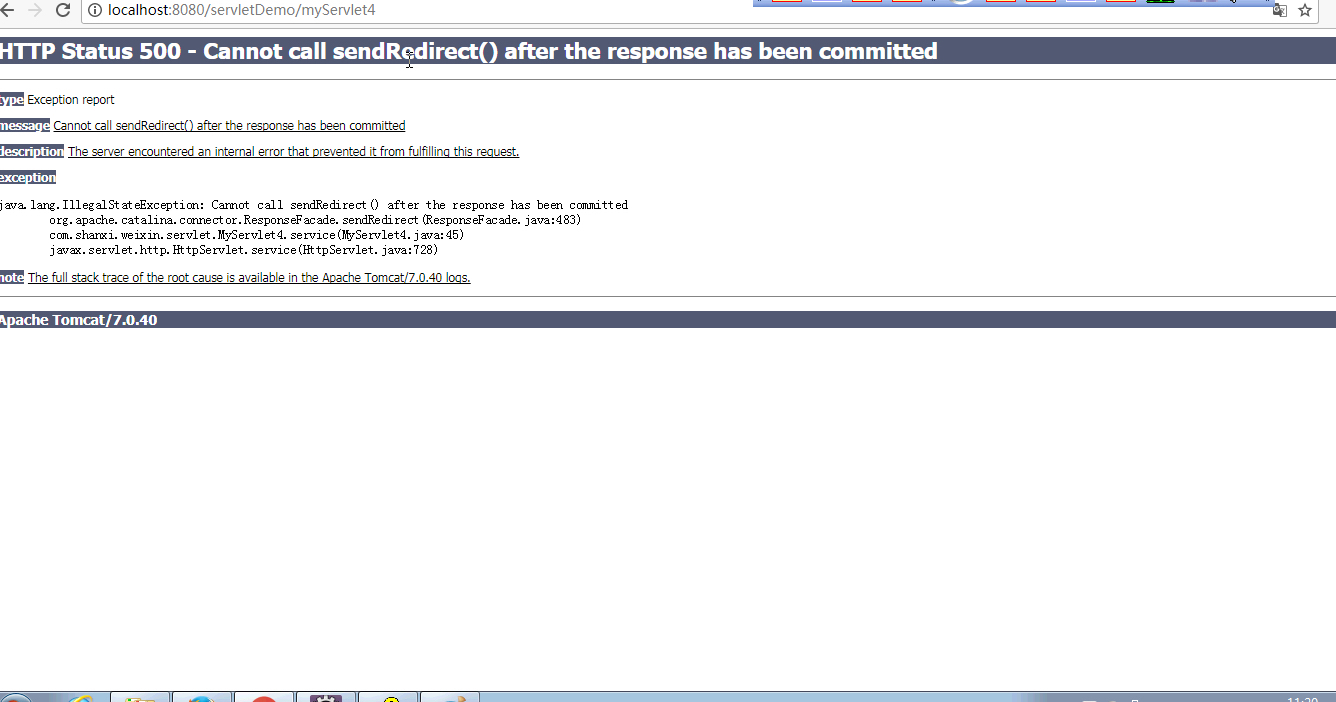 localhost:8080/servletDemo/myServlet4
HTTP Status 500 - Cannot call sendRedirect() after the response has been committed
type Exception report
message Cannot call sendRedirect() after the response has been committed
description The server encountered an internal error that prevented it from fulfilling this request.
exception
java.lang.IllegalStateException: Cannot call sendRedirect() after the response has been committed
org.apache.catalina.connector.ResponseFacade.sendRedirect(ResponseFacade.java:483)
com.shanxi.weixin.servlet.MyServlet4.service(MyServlet4.java:45)
javax.servlet.http.HttpServlet.service(HttpServlet.java:728)
note The full stack trace of the root cause is available in the Apache Tomcat/7.0.40 logs.
Apache Tomcat/7.0.40